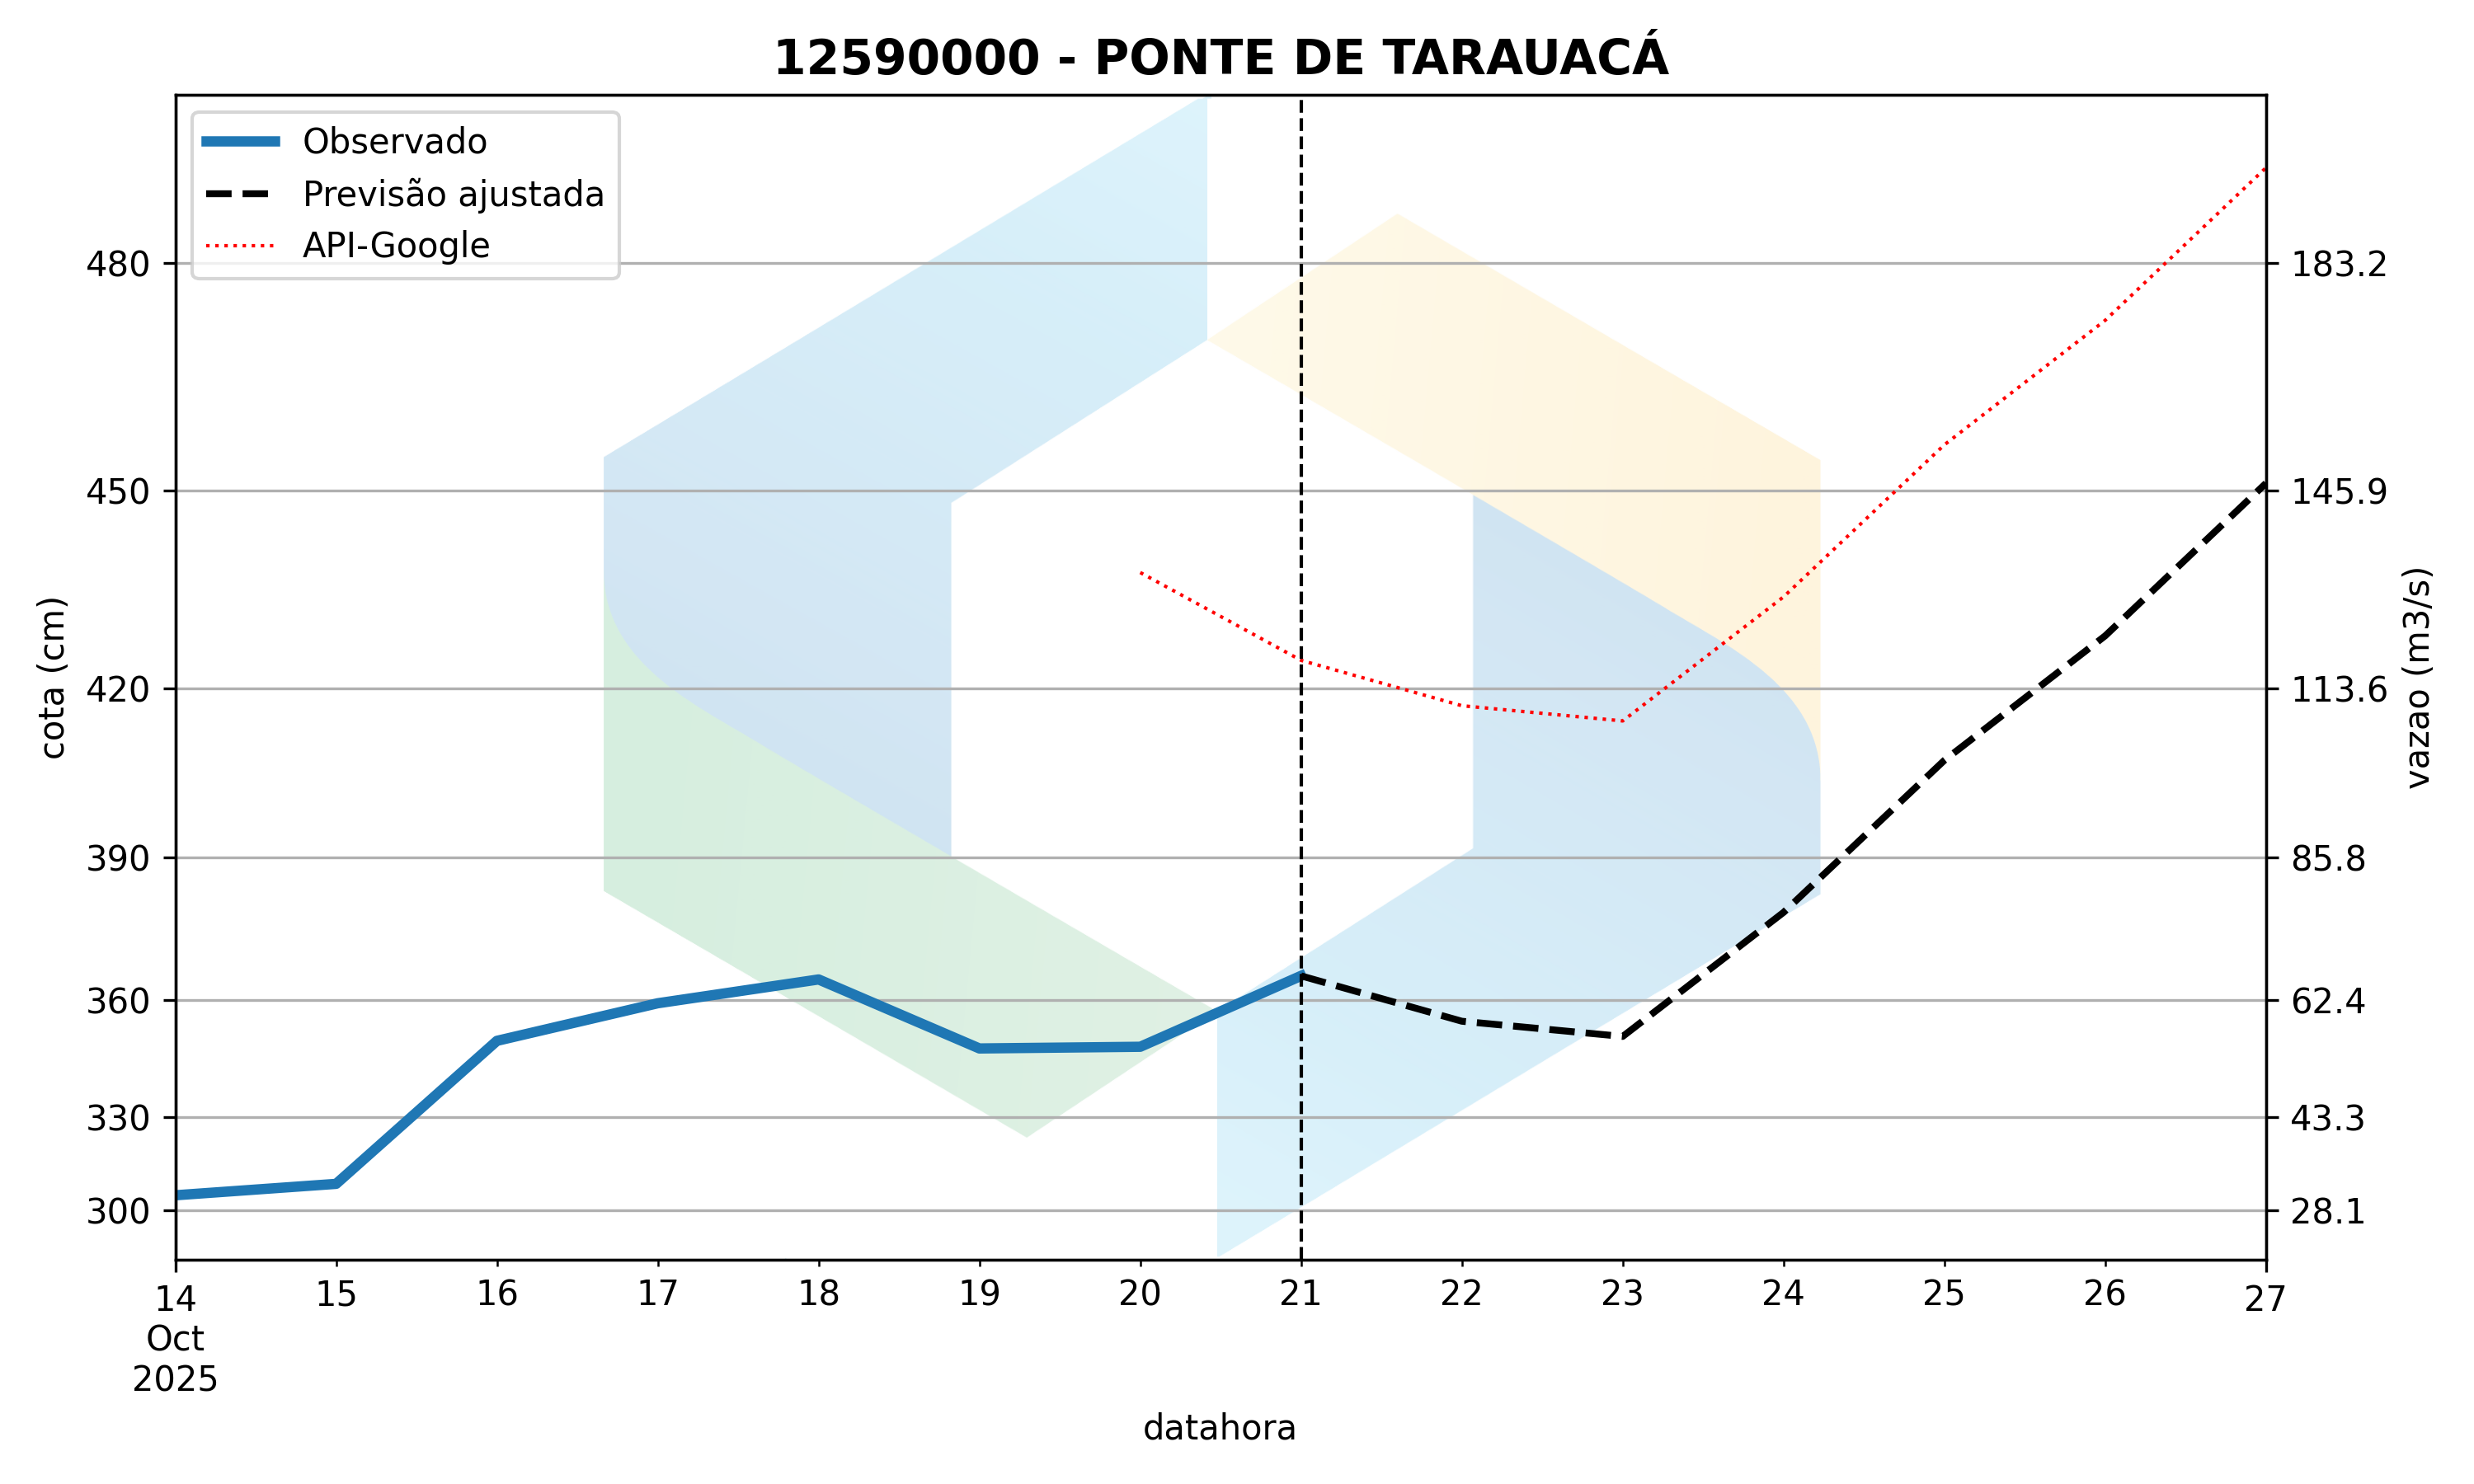 12590000 - PONTE DE TARAUACÁ
Observado
Previsão ajustada
API-Google
cota (cm)
480
450
420
390
360
330
300
183.2
145.9
113.6
85.8
62.4
43.3
28.1
vazao (m3/s)
14 15 16 17 18 19 20 21 22 23 24 25 26 27
Oct
2025
datahora